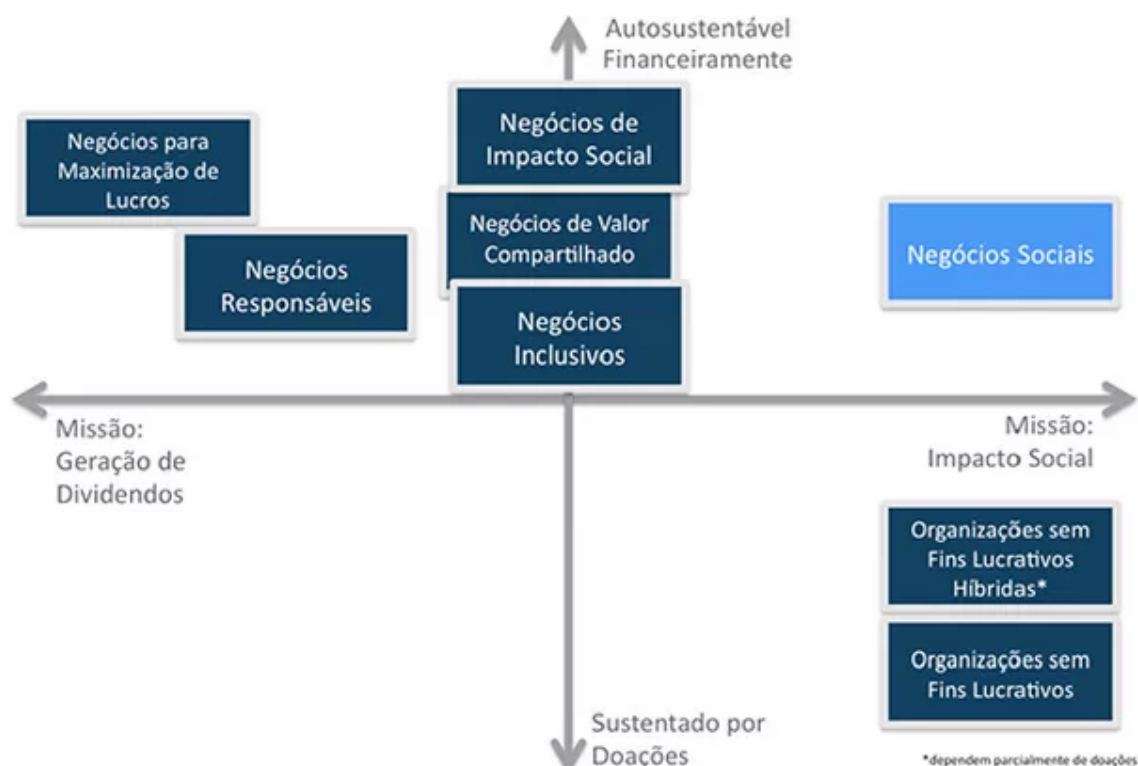 Autosustentável
Financeiramente
Negócios para
Maximização de
Lucros
Negócios de
Impacto Social
Negócios de Valor
Compartilhado
Negócios Sociais
Negócios
Responsáveis
Negócios
Inclusivos
Missão:
Geração de
Dividendos
Missão:
Impacto Social
Organizações sem
Fins Lucrativos
Híbridas*
Organizações sem
Fins Lucrativos
Sustentado por
Doações
*dependem parcialmente de doações